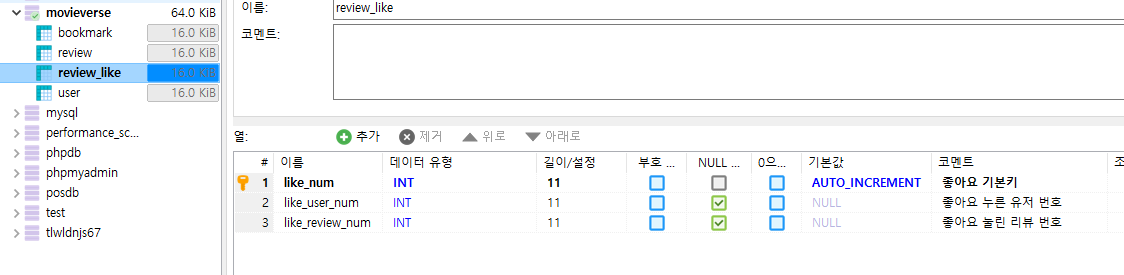 movieverse 64.0 KiB
bookmark 16.0 KiB
review 16.0 KiB
review_like 16.0 KiB
user 16.0 KiB
mysql
performance_sc...
phpdb
phpmyadmin
posdb
test
tlwldnjs67
이름: review_like
코멘트:
열: 추가 제거 위로 아래로
# 이름 데이터 유형 길이/설정 부호 ... NULL ... 0으... 기본값 코멘트 조
1 like_num INT 11 AUTO_INCREMENT 좋아요 기본키
2 like_user_num INT 11 NULL 좋아요 누른 유저 번호
3 like_review_num INT 11 NULL 좋아요 눌린 리뷰 번호